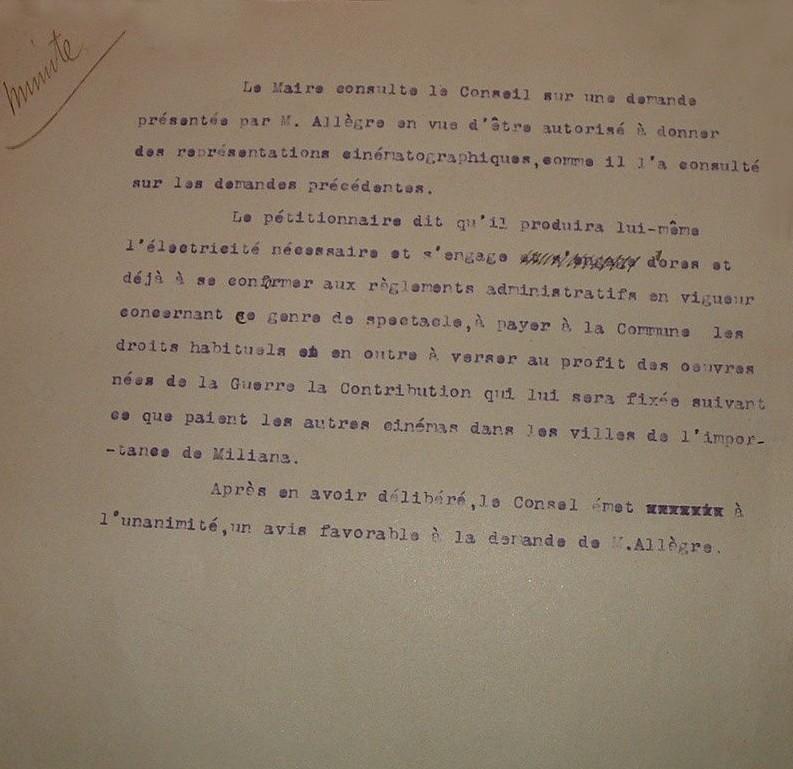 minute
Le Maire consulte le Conseil sur une demande
présentée par M. Allègre en vue d'être autorisé à donner
des représentations cinématographiques,comme il l'a consulté
sur les demandes précédentes.
Le pétitionnaire dit qu'il produira lui-même
l'électricité nécessaire et s'engage d'ores et
déjà à se confrmer aux règlements administratifs en vigueur
concernant ce genre de spectacle,à payer à la Commune les
droits habituels et en outre à verser au profit des oeuvres
nées de la Guerre la Contribution qui lui sera fixée suivant
ce que paient les autres cinémas dans les villes de l'impor-
-tance de Miliana.
Après en avoir délibéré,le Consel émet xxxxxxx à
l'unanimité,un avis favorable à la demande de M.Allègre.